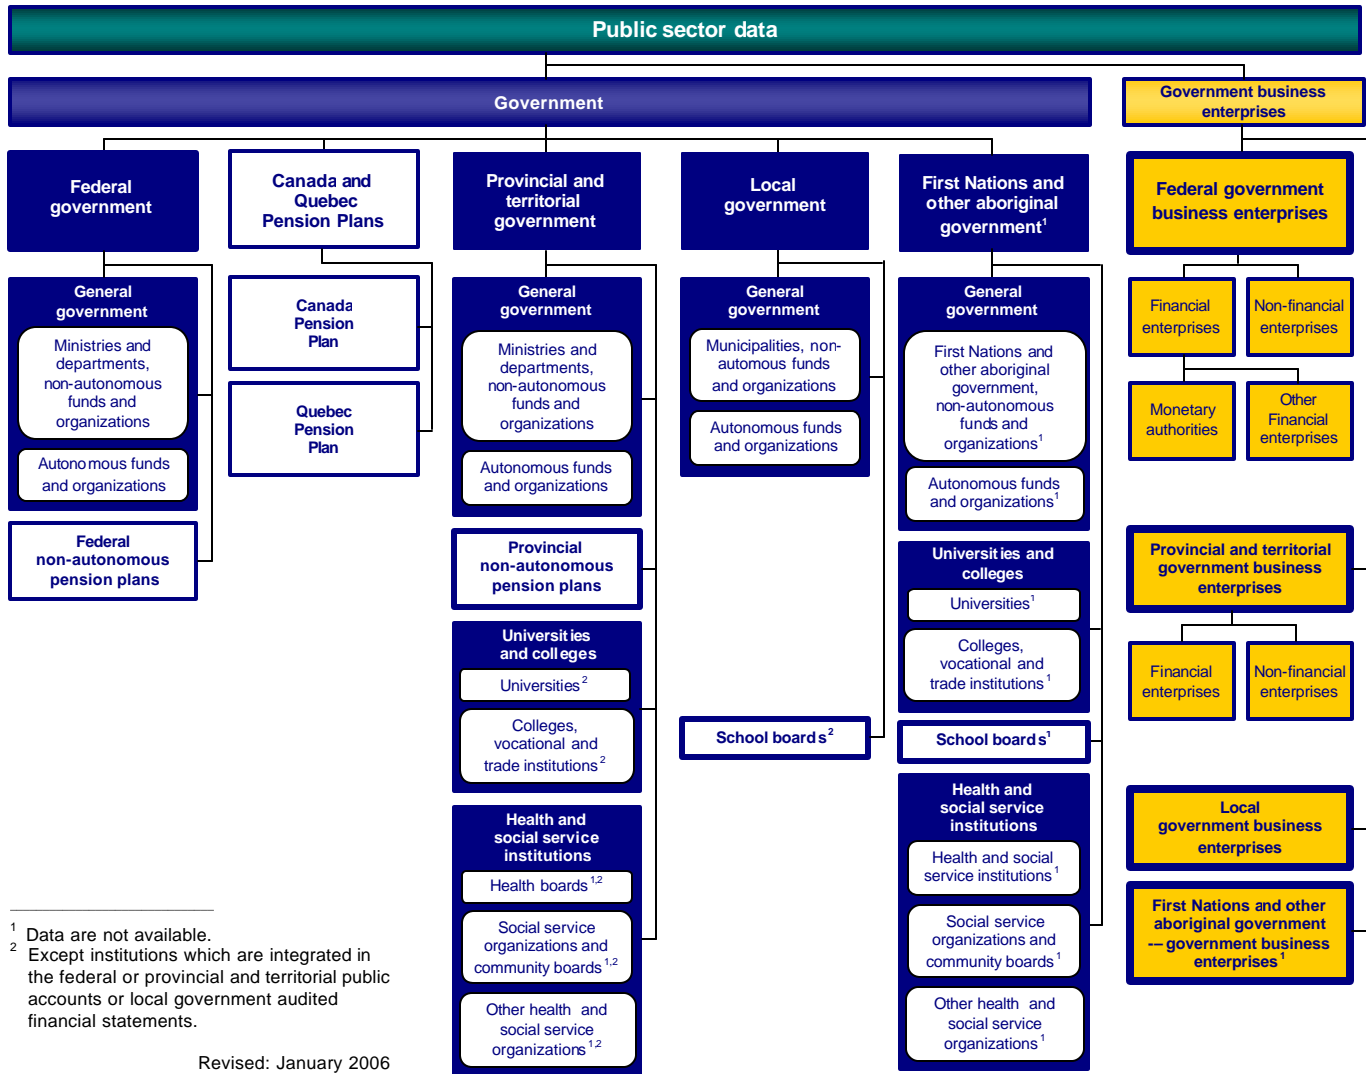 Public sector data
Government
Government business
enterprises
Federal
government
Canada and
Quebec
Pension Plans
Provincial and
territorial
government
Local
government
First Nations and
other aboriginal
government¹
Federal government
business enterprises
General
government
Ministries and
departments,
non-autonomous
funds and
organizations
Autonomous funds
and organizations
Federal
non-autonomous
pension plans
Canada
Pension
Plan
Quebec
Pension
Plan
General
government
Ministries and
departments,
non-autonomous
funds and
organizations
Autonomous funds
and organizations
Provincial
non-autonomous
pension plans
Universities
and colleges
Universities²
Colleges,
vocational and
trade institutions²
Health and
social service
institutions
Health boards¹,²
Social service
organizations and
community boards¹,²
Other health and
social service
organizations¹,²
General
government
Municipalities, non-
automous funds
and organizations
Autonomous funds
and organizations
School boards²
General
government
First Nations and
other aboriginal
government,
non-autonomous
funds and
organizations¹
Autonomous funds
and organizations¹
Universities and
colleges
Universities¹
Colleges,
vocational and
trade institutions¹
School boards¹
Health and
social service
institutions
Health and social
service institutions¹
Social service
organizations and
community boards¹
Other health and
social service
organizations¹
Financial
enterprises
Non-financial
enterprises
Monetary
authorities
Other
Financial
enterprises
Provincial and territorial
government business
enterprises
Financial
enterprises
Non-financial
enterprises
Local
government business
enterprises
First Nations and other
aboriginal government
--- government business
enterprises¹
¹ Data are not available.
² Except institutions which are integrated in
the federal or provincial and territorial public
accounts or local government audited
financial statements.
Revised: January 2006